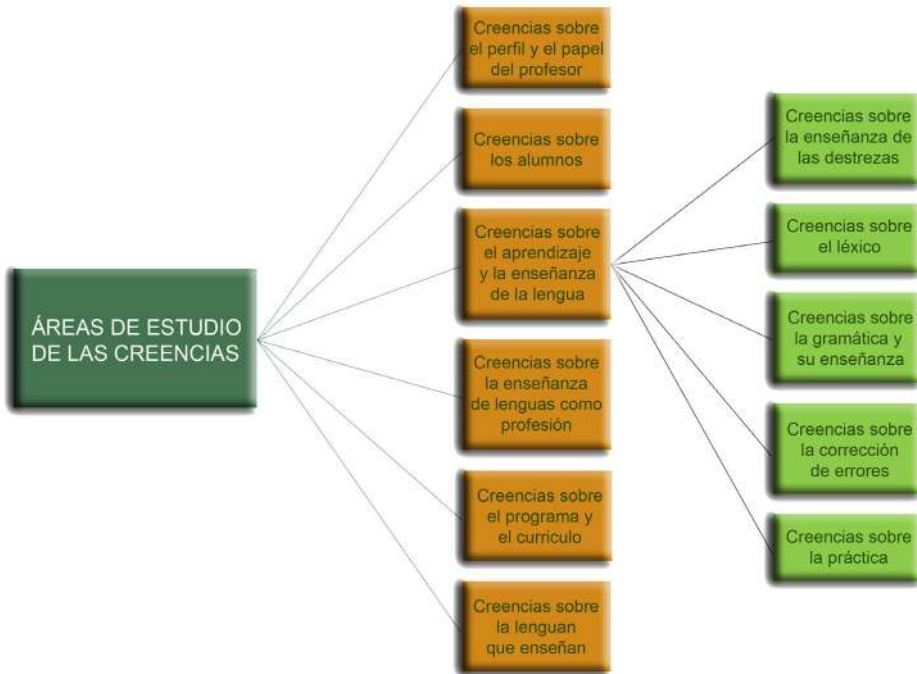 ÁREAS DE ESTUDIO
DE LAS CREENCIAS
Creencias sobre
el perfil y el papel
del profesor
Creencias sobre
los alumnos
Creencias sobre
el aprendizaje
y la enseñanza
de la lengua
Creencias sobre
la enseñanza
de lenguas como
profesión
Creencias sobre
el programa y
el curriculo
Creencias sobre
la lenguan
que enseñan
Creencias sobre
la enseñanza de
las destrezas
Creencias sobre
el léxico
Creencias sobre
la gramática y
su enseñanza
Creencias sobre
la corrección
de errores
Creencias sobre
la práctica